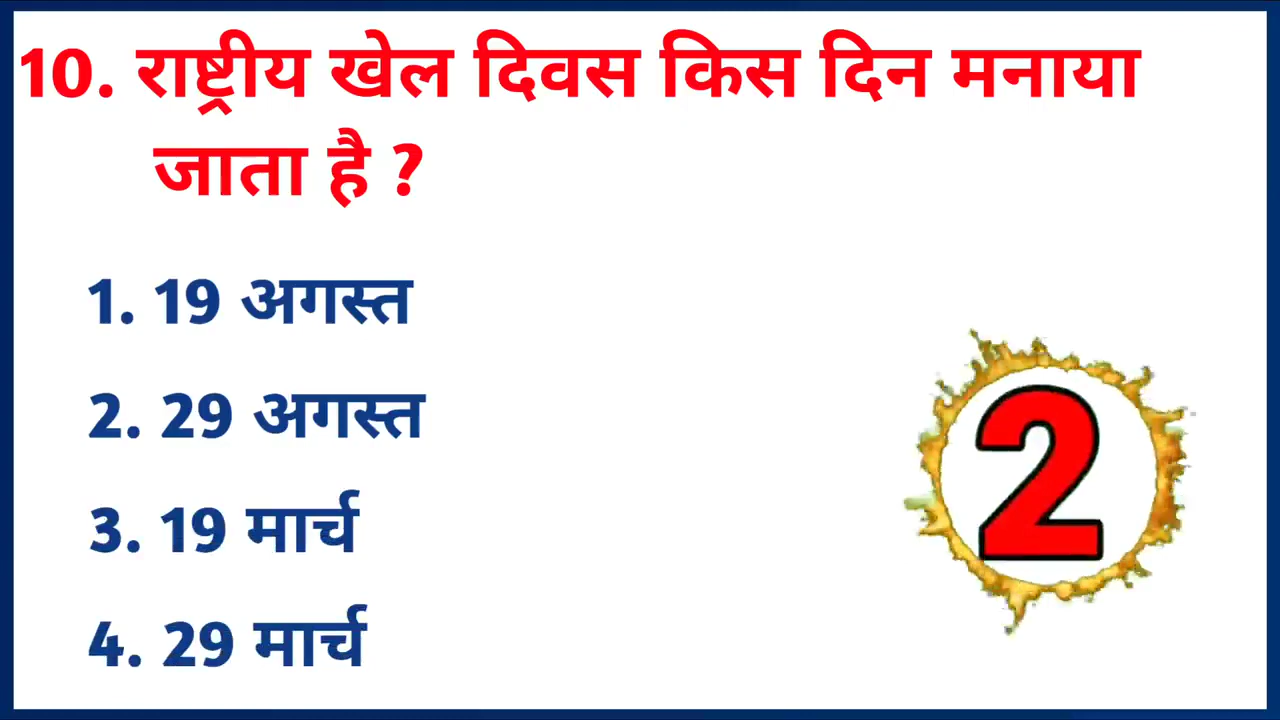 10. राष्ट्रीय खेल दिवस किस दिन मनाया
जाता है ?
1. 19 अगस्त
2. 29 अगस्त
3. 19 मार्च
4. 29 मार्च
2